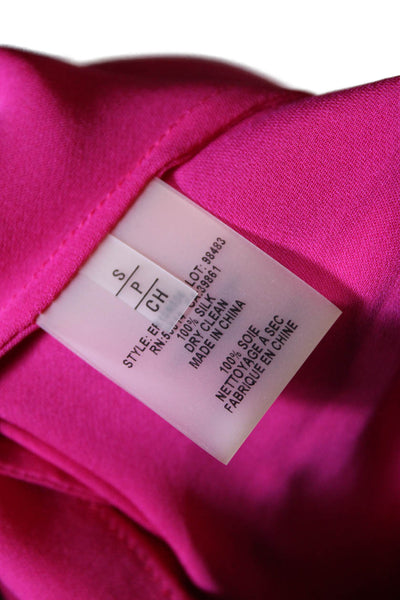 S
P
CH
LOT: 98483
STYLE:
RN:
39861
100% SILK
DRY CLEAN
MADE IN CHINA
100% SOIE
NETTOYAGE A SEC
FABRIQUE EN CHINE